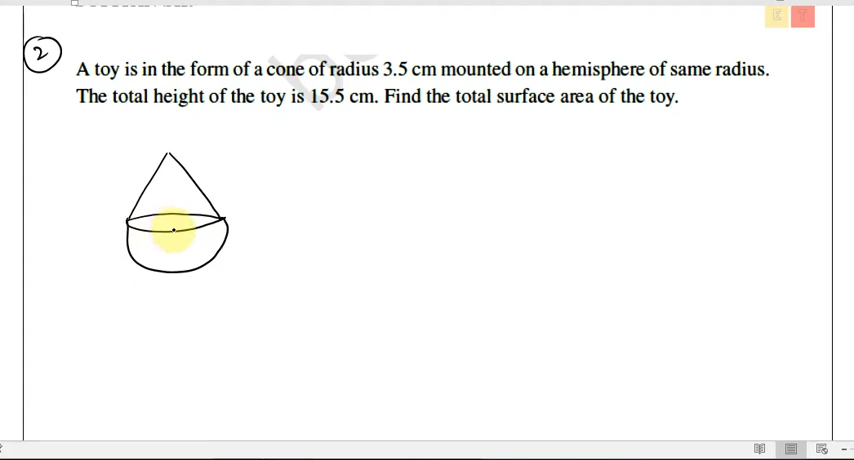 2
A toy is in the form of a cone of radius 3.5 cm mounted on a hemisphere of same radius.
The total height of the toy is 15.5 cm. Find the total surface area of the toy.
E T